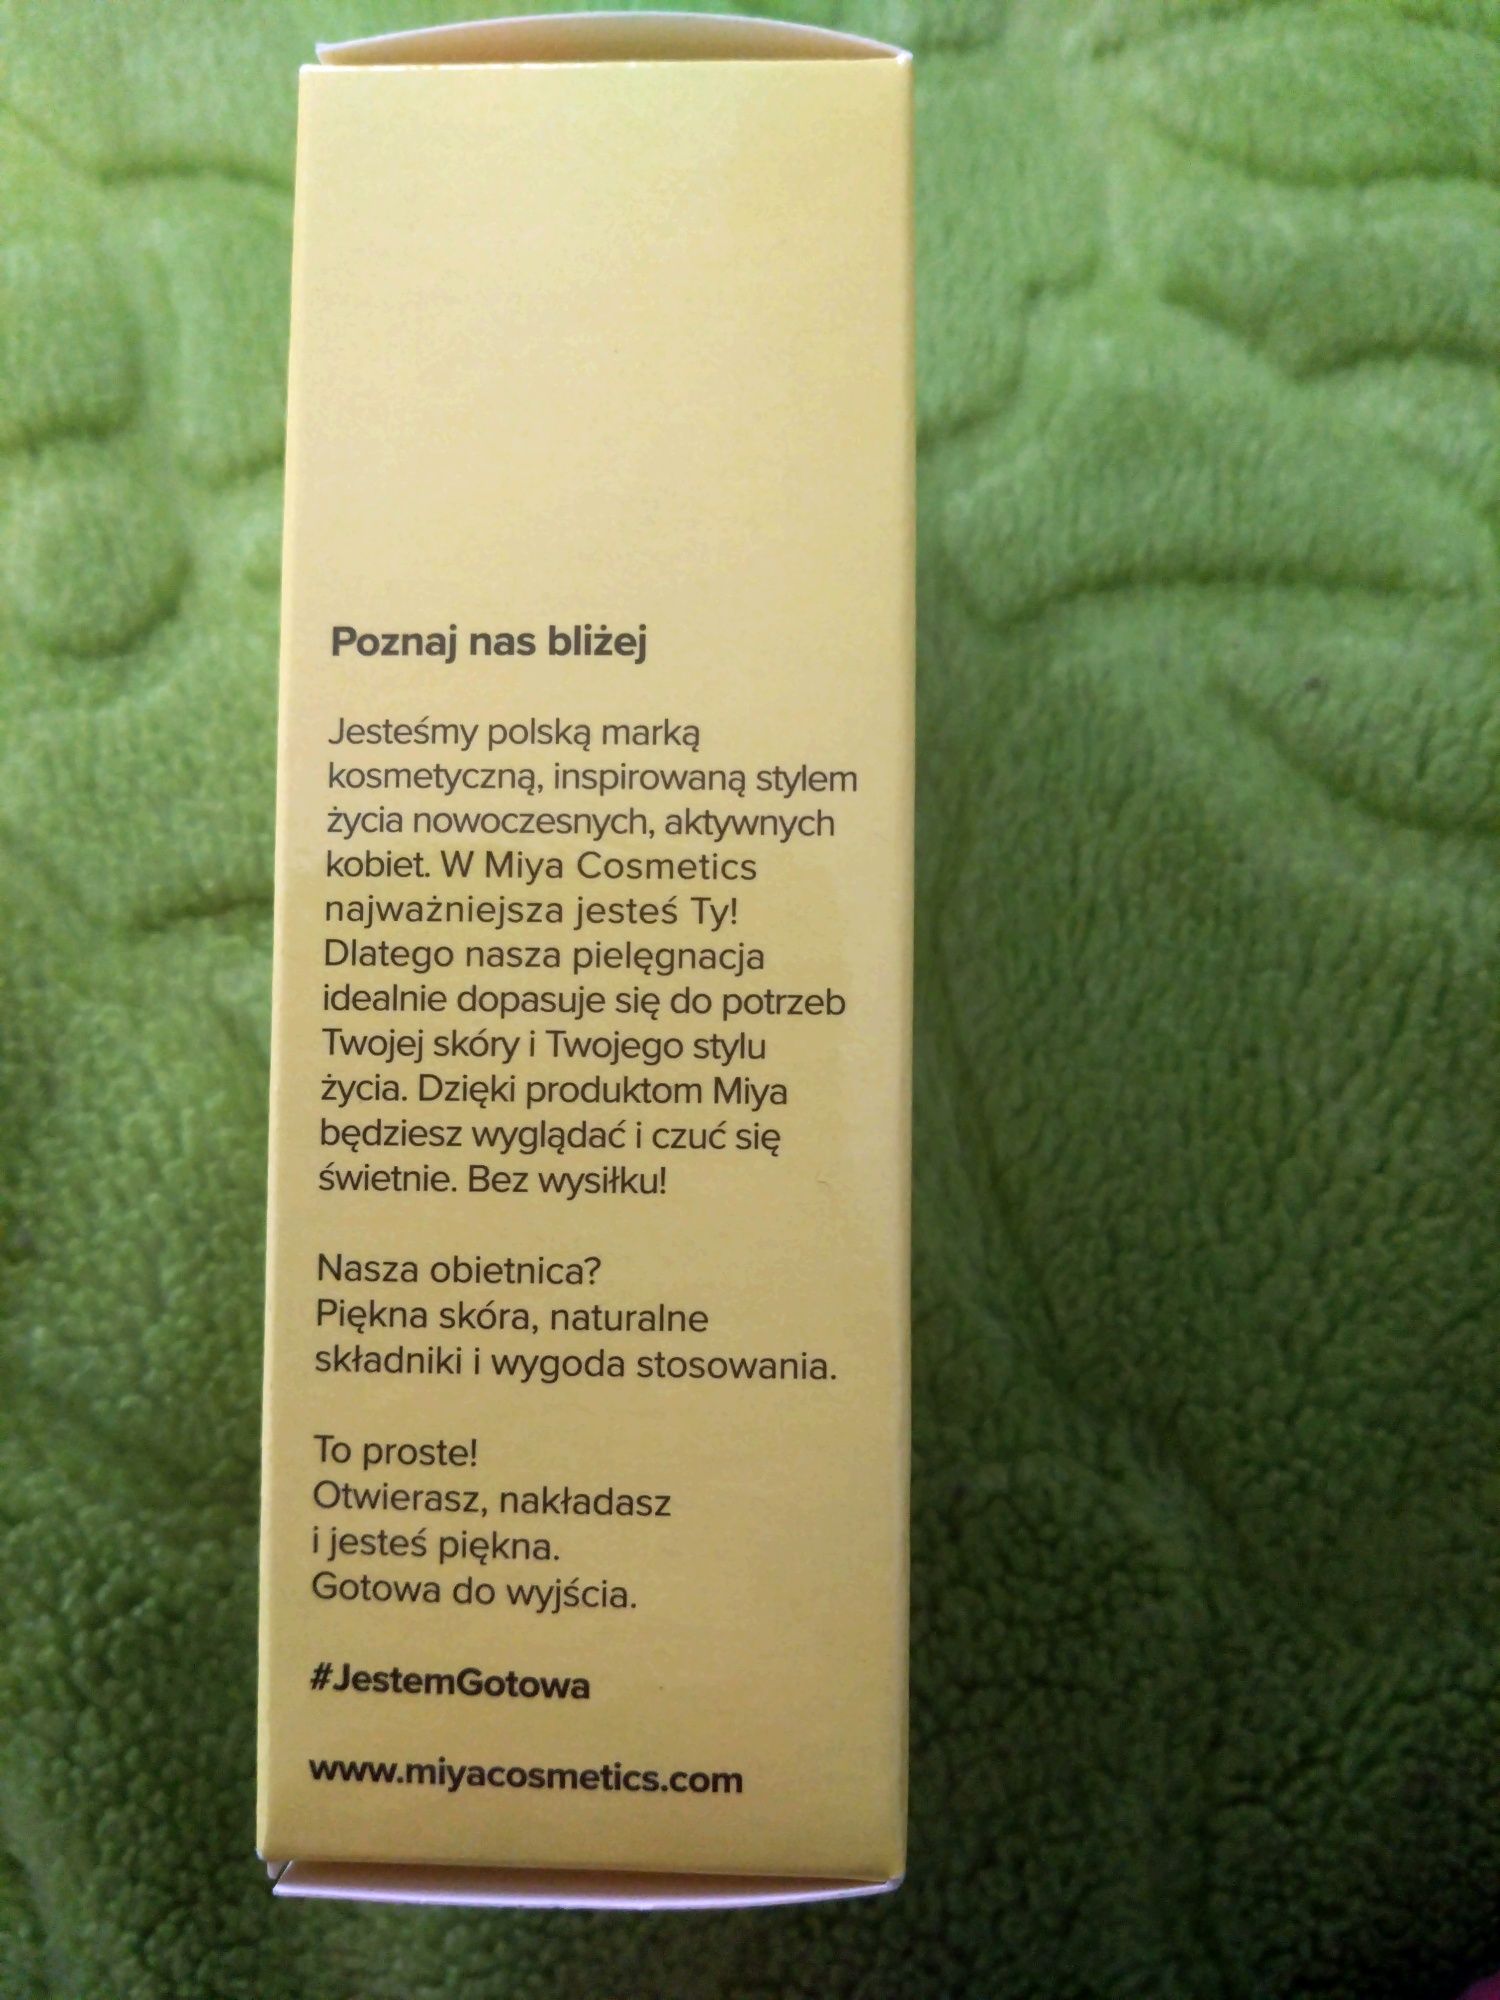 Poznaj nas bliżej
Jesteśmy polską marką
kosmetyczną, inspirowaną stylem
życia nowoczesnych, aktywnych
kobiet. W Miya Cosmetics
najważniejsza jesteś Ty!
Dlatego nasza pielęgnacja
idealnie dopasuje się do potrzeb
Twojej skóry i Twojego stylu
życia. Dzięki produktom Miya
będziesz wyglądać i czuć się
świetnie. Bez wysiłku!
Nasza obietnica?
Piękna skóra, naturalne
składniki i wygoda stosowania.
To proste!
Otwierasz, nakładasz
i jesteś piękna.
Gotowa do wyjścia.
#JestemGotowa
www.miyacosmetics.com